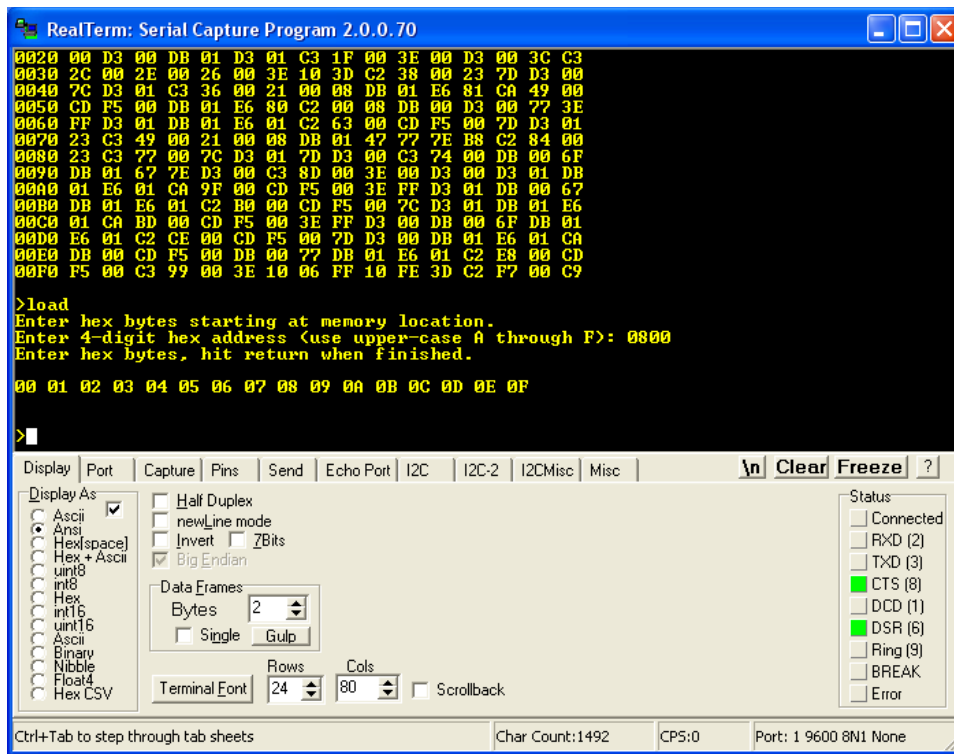 RealTerm: Serial Capture Program 2.0.0.70
0020 00 D3 00 DB 01 D3 01 C3 1F 00 3E 00 D3 00 3C C3
0030 2C 00 2E 00 26 00 3E 10 3D C2 38 00 23 7D D3 00
0040 7C D3 01 C3 36 00 21 00 08 DB 01 E6 81 CA 49 00
0050 CD F5 00 DB 01 E6 80 C2 00 08 DB 00 D3 00 77 3E
0060 FF D3 01 DB 01 E6 01 C2 63 00 CD F5 00 7D D3 01
0070 23 C3 49 00 21 00 08 DB 01 47 77 7E B8 C2 84 00
0080 23 C3 77 00 7C D3 01 7D D3 00 C3 74 00 DB 00 6F
0090 DB 01 67 7E D3 00 C3 8D 00 3E 00 D3 00 D3 01 DB
00A0 01 E6 01 CA 9F 00 CD F5 00 3E FF D3 01 DB 00 67
00B0 DB 01 E6 01 C2 B0 00 CD F5 00 7C D3 01 DB 01 E6
00C0 01 CA BD 00 CD F5 00 3E FF D3 00 DB 00 6F DB 01
00D0 E6 01 C2 CE 00 CD F5 00 7D D3 00 DB 01 E6 01 CA
00E0 DB 00 CD F5 00 DB 00 77 DB 01 E6 01 C2 E8 00 CD
00F0 F5 00 C3 99 00 3E 10 06 FF 10 FE 3D C2 F7 00 C9
>load
Enter hex bytes starting at memory location.
Enter 4-digit hex address (use upper-case A through F): 0800
Enter hex bytes, hit return when finished.
00 01 02 03 04 05 06 07 08 09 0A 0B 0C 0D 0E 0F
>
Display Port Capture Pins Send Echo Port I2C I2C-2 I2CMisc Misc \n Clear Freeze ?
Display As
Ascii
Ansi
Hex[space]
Hex + Ascii
uint8
int8
Hex
int16
uint16
Ascii
Binary
Nibble
Float4
Hex CSV
Half Duplex
newLine mode
Invert 7Bits
Big Endian
Data Frames
Bytes 2
Single Gulp
Rows Cols
Terminal Font 24 80 Scrollback
Status
Connected
RXD (2)
TXD (3)
CTS (8)
DCD (1)
DSR (6)
Ring (9)
BREAK
Error
Ctrl+Tab to step through tab sheets Char Count:1492 CPS:0 Port: 1 9600 8N1 None